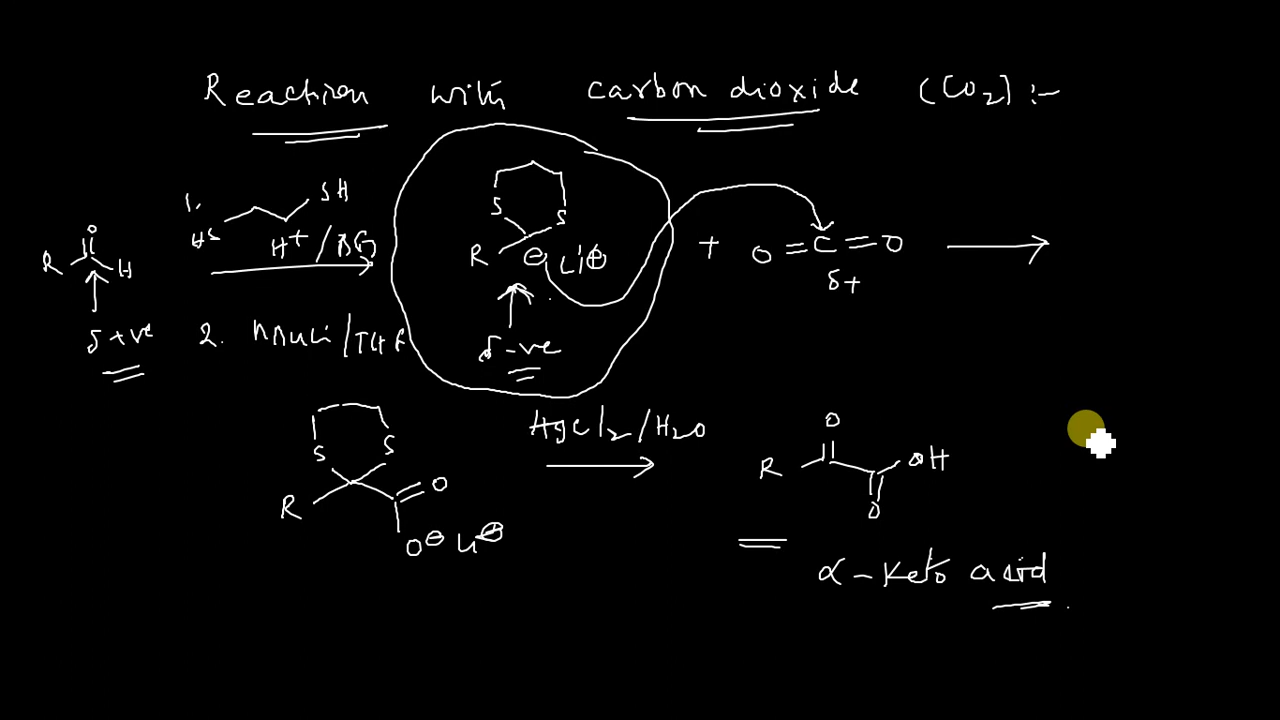 Reaction with carbon dioxide (CO2) :-
1. HS SH
H+ / Δ
R H
δ +ve
2. nBuLi / THF
S S
R ⊖ Li⊕
δ -ve
+ O = C = O
δ+
S S
R O
O⊖ Li⊕
HgCl2 / H2O
O
R OH
O
α - Keto acid